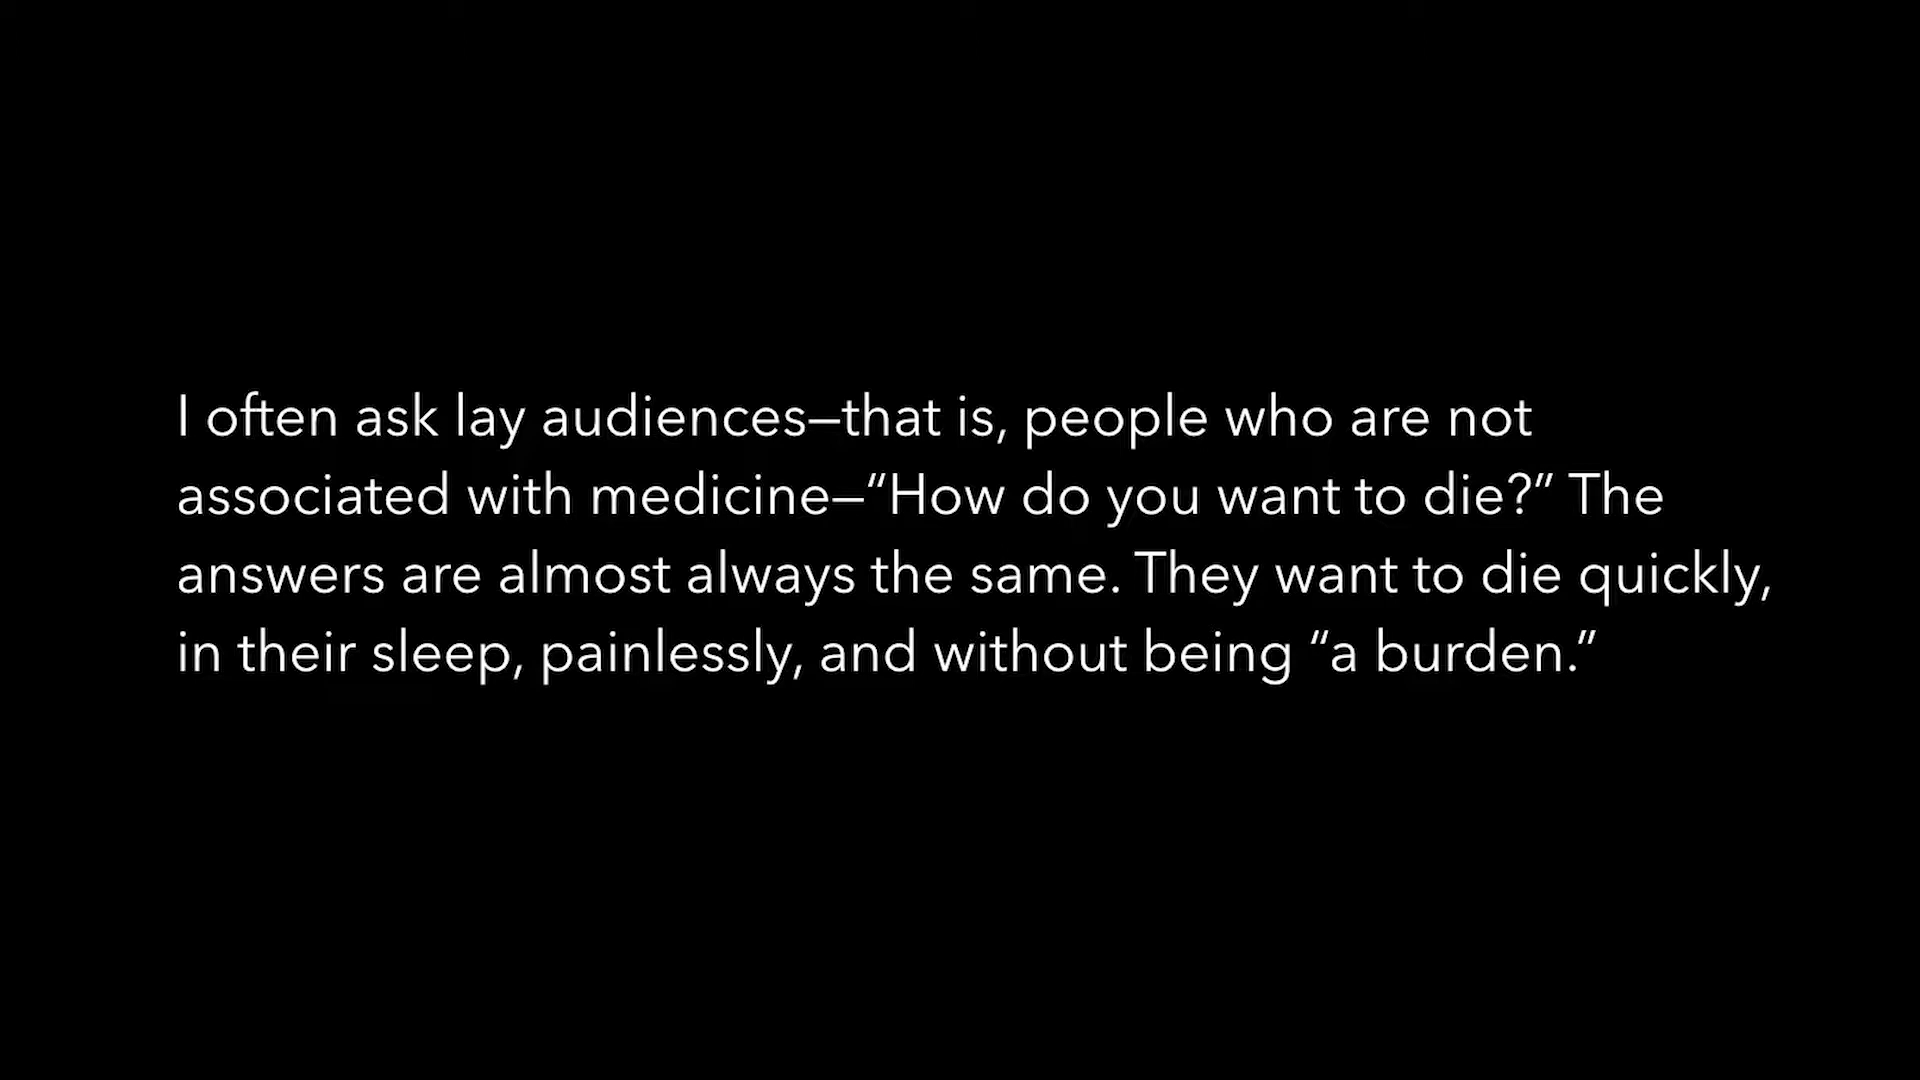 I often ask lay audiences—that is, people who are not
associated with medicine—“How do you want to die?” The
answers are almost always the same. They want to die quickly,
in their sleep, painlessly, and without being “a burden.”